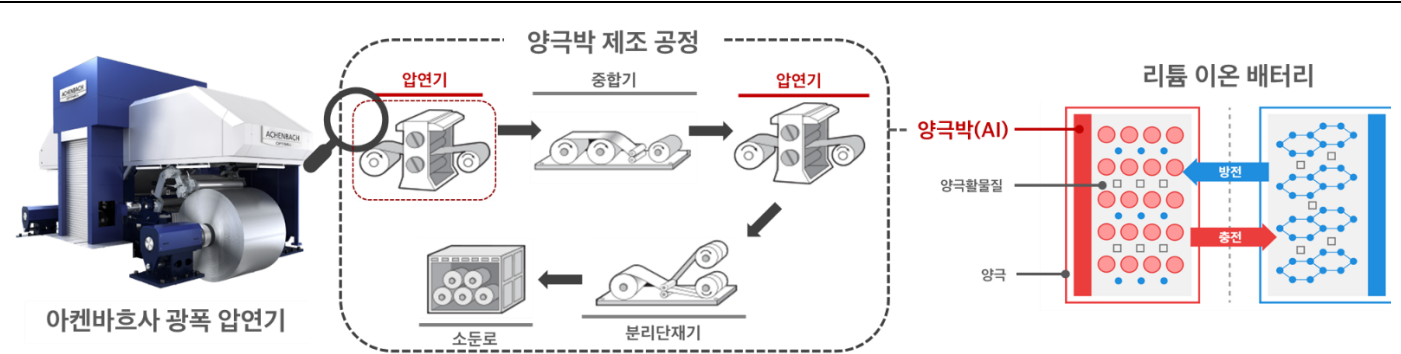 양극박 제조 공정
압연기
중합기
압연기
소둔로
분리단재기
ACHENBACH
ACHENBACH
아켄바흐사 광폭 압연기
리튬 이온 배터리
양극박(AI)
양극활물질
양극
방전
충전